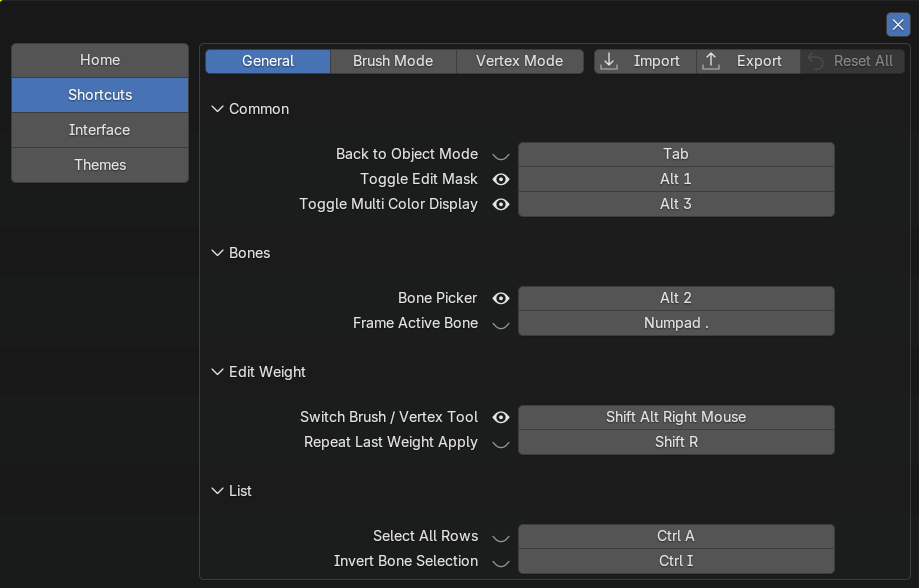 Home
Shortcuts
Interface
Themes
General Brush Mode Vertex Mode Import Export Reset All
Common
Back to Object Mode Tab
Toggle Edit Mask Alt 1
Toggle Multi Color Display Alt 3
Bones
Bone Picker Alt 2
Frame Active Bone Numpad .
Edit Weight
Switch Brush / Vertex Tool Shift Alt Right Mouse
Repeat Last Weight Apply Shift R
List
Select All Rows Ctrl A
Invert Bone Selection Ctrl I